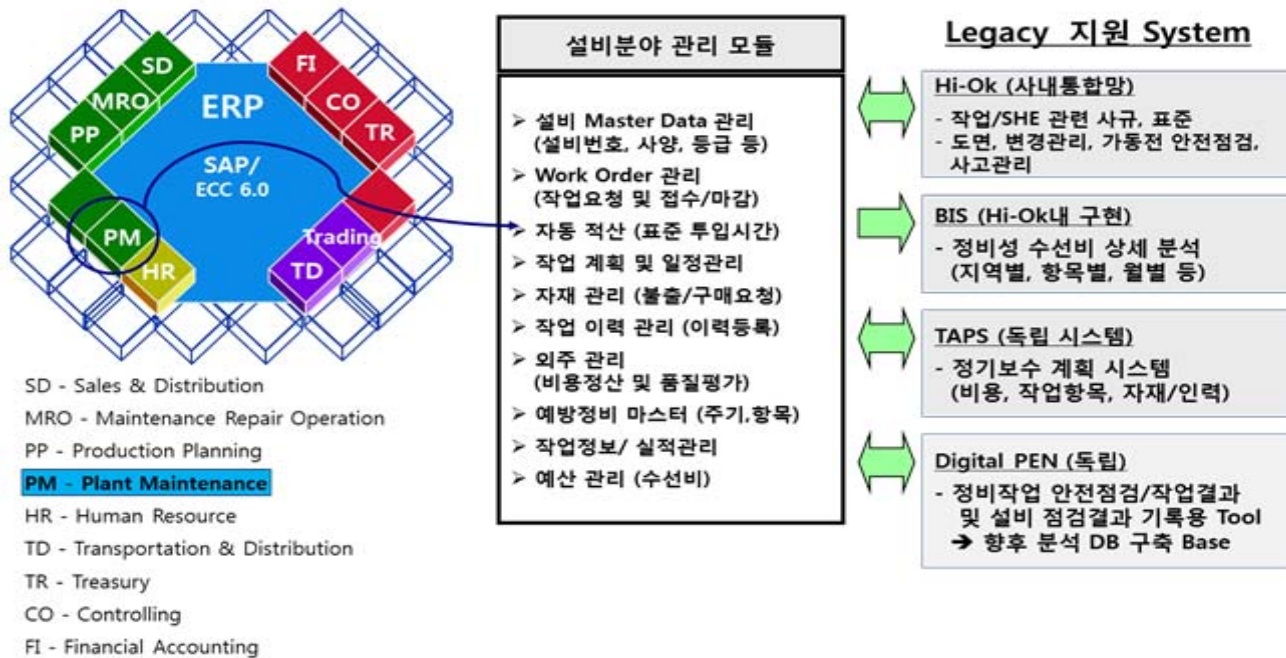 SD
MRO
PP
PM
HR
ERP
SAP/
ECC 6.0
FI
CO
TR
Trading
TD
SD - Sales & Distribution
MRO - Maintenance Repair Operation
PP - Production Planning
PM - Plant Maintenance
HR - Human Resource
TD - Transportation & Distribution
TR - Treasury
CO - Controlling
FI - Financial Accounting
설비분야 관리 모듈
➢ 설비 Master Data 관리
(설비번호, 사양, 등급 등)
➢ Work Order 관리
(작업요청 및 접수/마감)
➢ 자동 적산 (표준 투입시간)
➢ 작업 계획 및 일정관리
➢ 자재 관리 (불출/구매요청)
➢ 작업 이력 관리 (이력등록)
➢ 외주 관리
(비용정산 및 품질평가)
➢ 예방정비 마스터 (주기,항목)
➢ 작업정보/ 실적관리
➢ 예산 관리 (수선비)
Legacy 지원 System
Hi-Ok (사내통합망)
- 작업/SHE 관련 사규, 표준
- 도면, 변경관리, 가동전 안전점검,
사고관리
BIS (Hi-Ok내 구현)
- 정비성 수선비 상세 분석
(지역별, 항목별, 월별 등)
TAPS (독립 시스템)
- 정기보수 계획 시스템
(비용, 작업항목, 자재/인력)
Digital PEN (독립)
- 정비작업 안전점검/작업결과
및 설비 점검결과 기록용 Tool
➔ 향후 분석 DB 구축 Base